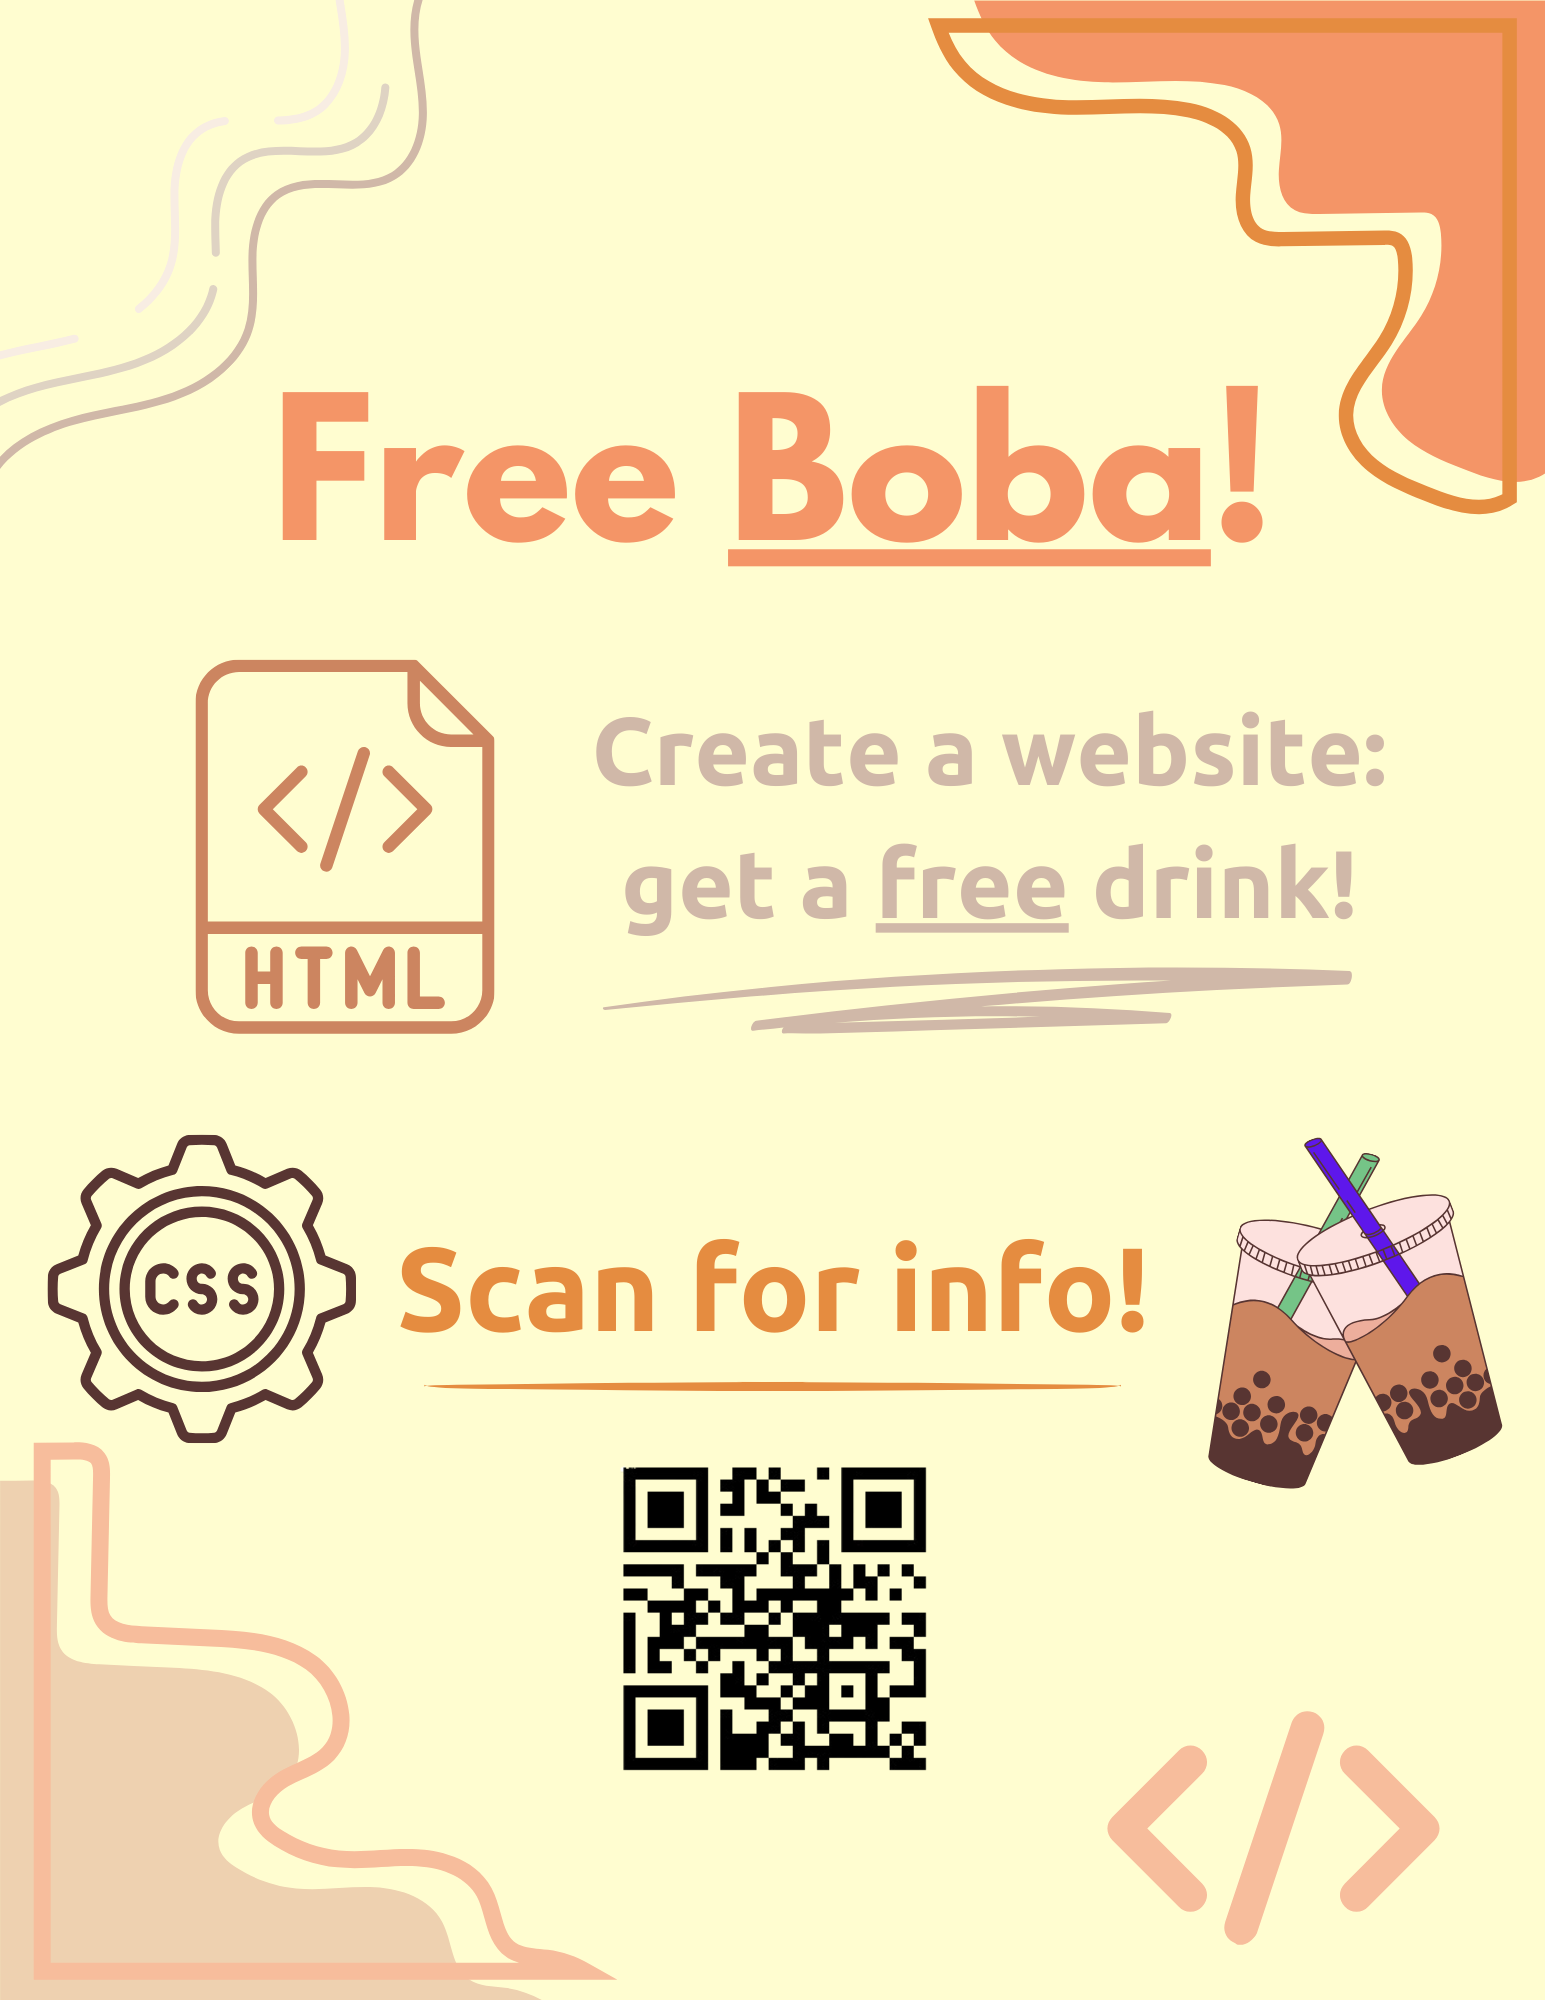 Free Boba!
Create a website:
get a free drink!
HTML
CSS
Scan for info!